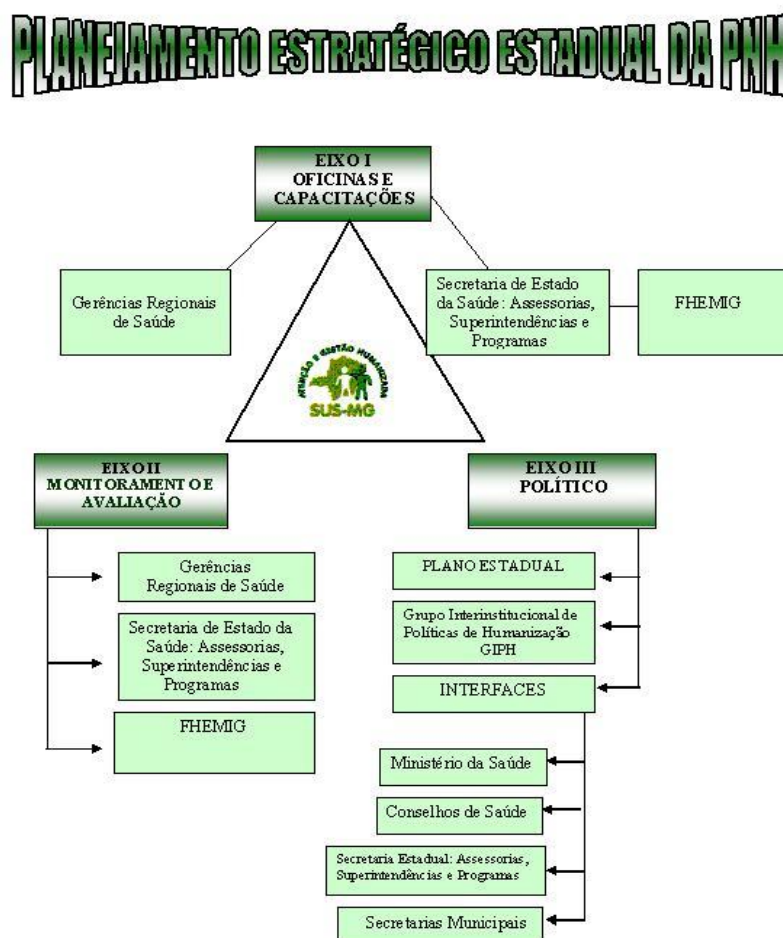 PLANEJAMENTO ESTRATÉGICO ESTADUAL DA PNH
EIXO I
OFICINAS E
CAPACITAÇÕES
Gerências Regionais
de Saúde
Secretaria de Estado
da Saúde: Assessorias,
Superintendências e
Programas
FHEMIG
ATENÇÃO E GESTÃO HUMANIZADA
SUS-MG
EIXO II
MONITORAMENTO E
AVALIAÇÃO
Gerências
Regionais de Saúde
Secretaria de Estado da
Saúde: Assessorias,
Superintendências e
Programas
FHEMIG
EIXO III
POLÍTICO
PLANO ESTADUAL
Grupo Interinstitucional de
Políticas de Humanização
GIPH
INTERFACES
Ministério da Saúde
Conselhos de Saúde
Secretaria Estadual: Assessorias,
Superintendências e Programas
Secretarias Municipais